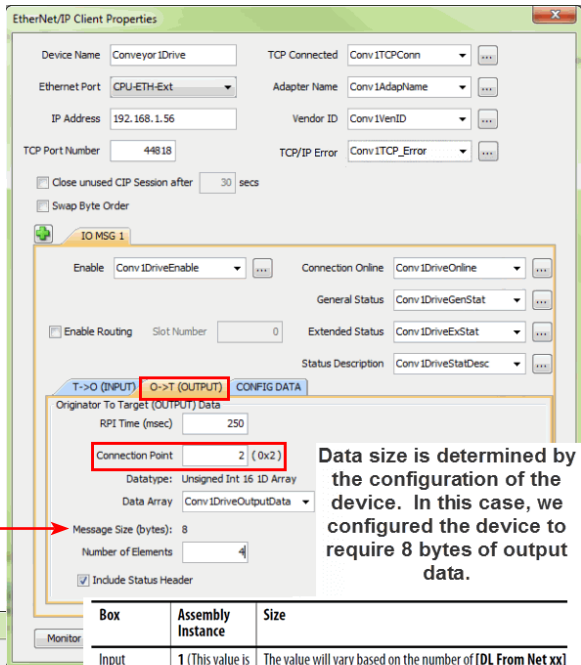 EtherNet/IP Client Properties
Device Name Conveyor1Drive TCP Connected Conv1TCPConn ...
Ethernet Port CPU-ETH-Ext Adapter Name Conv1AdapName ...
IP Address 192.168.1.56 Vendor ID Conv1VenID ...
TCP Port Number 44818 TCP/IP Error Conv1TCP_Error ...
Close unused CIP Session after 30 secs
Swap Byte Order
IO MSG 1
Enable Conv1DriveEnable ... Connection Online Conv1DriveOnline ...
General Status Conv1DriveGenStat ...
Enable Routing Slot Number 0 Extended Status Conv1DriveExStat ...
Status Description Conv1DriveStatDesc ...
T->O (INPUT) O->T (OUTPUT) CONFIG DATA
Originator To Target (OUTPUT) Data
RPI Time (msec) 250
Connection Point 2 (0x2)
Datatype: Unsigned Int 16 1D Array
Data Array Conv1DriveOutputData
Message Size (bytes): 8
Number of Elements 4
Include Status Header
Data size is determined by
the configuration of the
device. In this case, we
configured the device to
require 8 bytes of output
data.
Monitor
Box Assembly Instance Size
Input 1 (This value is The value will vary based on the number of [DL From Net xx]